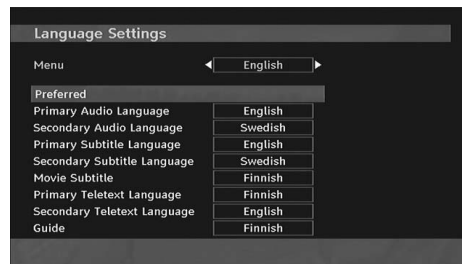 Language Settings
Menu English
Preferred
Primary Audio Language English
Secondary Audio Language Swedish
Primary Subtitle Language English
Secondary Subtitle Language Swedish
Movie Subtitle Finnish
Primary Teletext Language Finnish
Secondary Teletext Language English
Guide Finnish